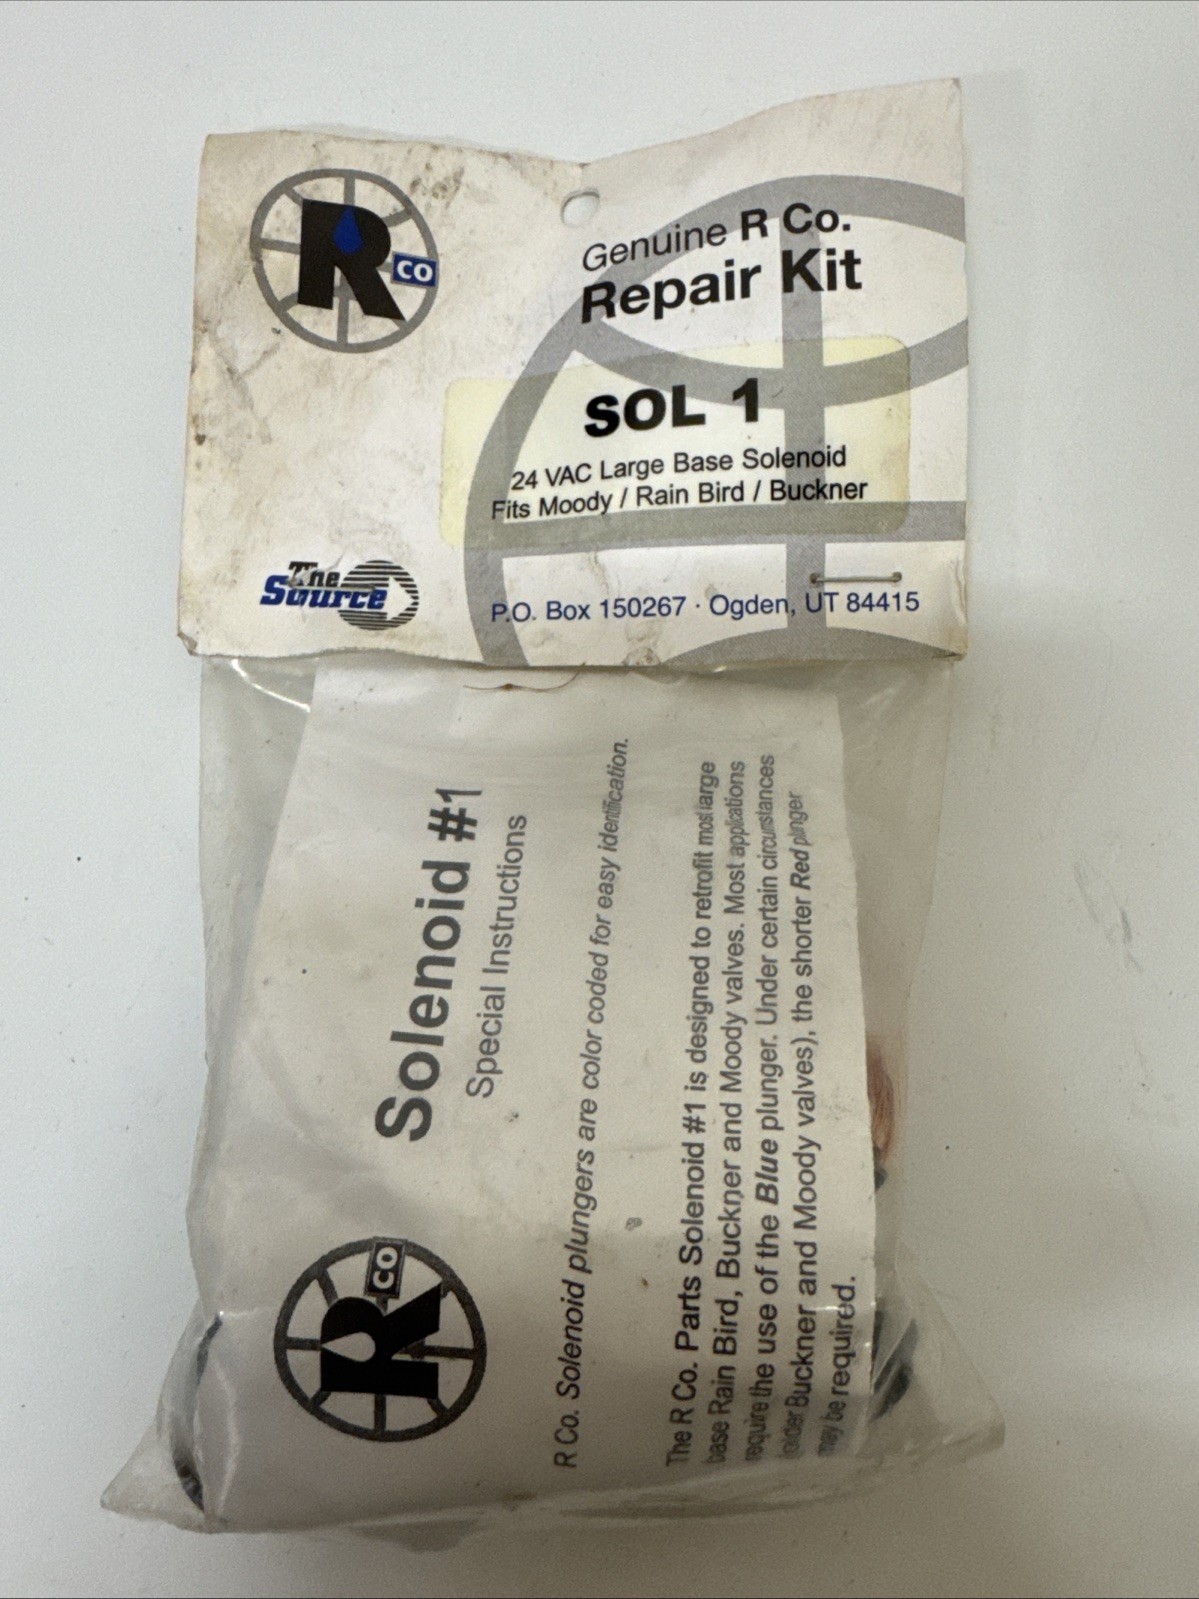 R
CO
Genuine R Co.
Repair Kit
SOL 1
24 VAC Large Base Solenoid
Fits Moody / Rain Bird / Buckner
The
Source
P.O. Box 150267 · Ogden, UT 84415
R
CO
Solenoid #1
Special Instructions
R Co. Solenoid plungers are color coded for easy identification.
The R Co. Parts Solenoid #1 is designed to retrofit most large
base Rain Bird, Buckner and Moody valves. Most applications
require the use of the Blue plunger. Under certain circumstances
(older Buckner and Moody valves), the shorter Red plunger
may be required.